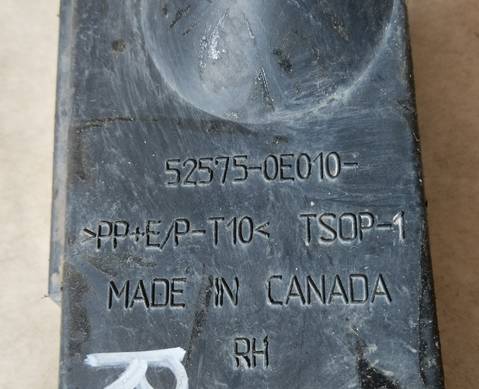 52575-0E010-
>PP+E/P-T10< TSOP-1
MADE IN CANADA
RH
R